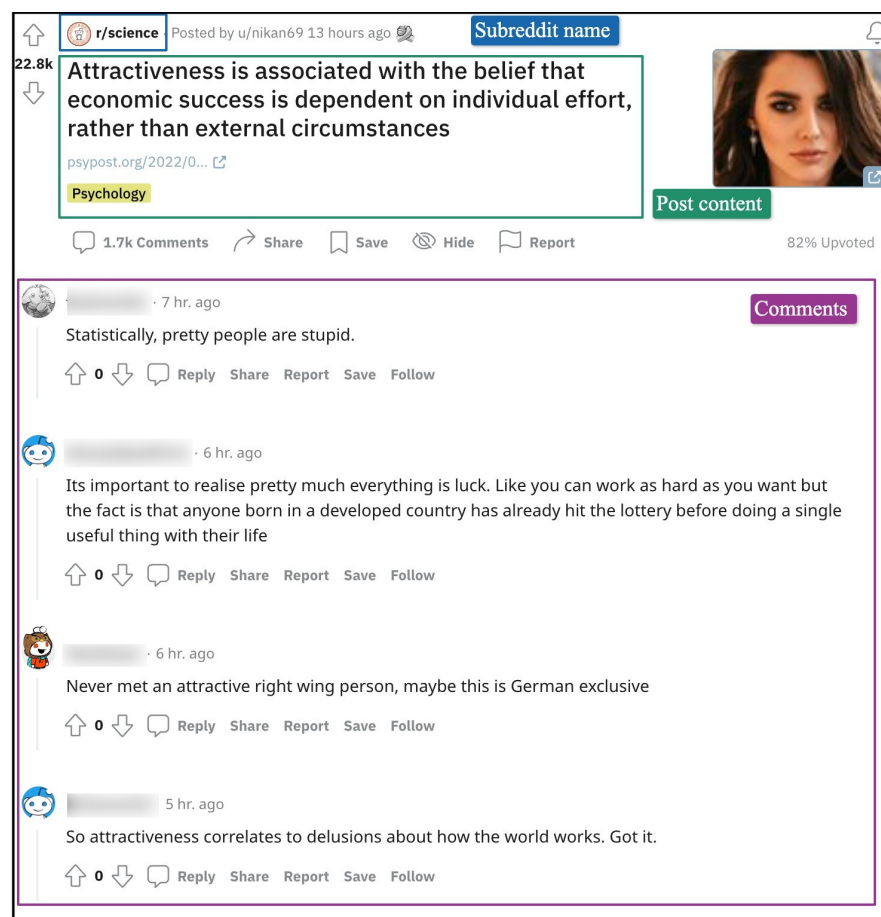 r/science · Posted by u/nikan69 13 hours ago
Subreddit name
22.8k
Attractiveness is associated with the belief that
economic success is dependent on individual effort,
rather than external circumstances
psypost.org/2022/0...
Psychology
Post content
1.7k Comments Share Save Hide Report 82% Upvoted
Comments
· 7 hr. ago
Statistically, pretty people are stupid.
0 Reply Share Report Save Follow
· 6 hr. ago
Its important to realise pretty much everything is luck. Like you can work as hard as you want but
the fact is that anyone born in a developed country has already hit the lottery before doing a single
useful thing with their life
0 Reply Share Report Save Follow
· 6 hr. ago
Never met an attractive right wing person, maybe this is German exclusive
0 Reply Share Report Save Follow
5 hr. ago
So attractiveness correlates to delusions about how the world works. Got it.
0 Reply Share Report Save Follow